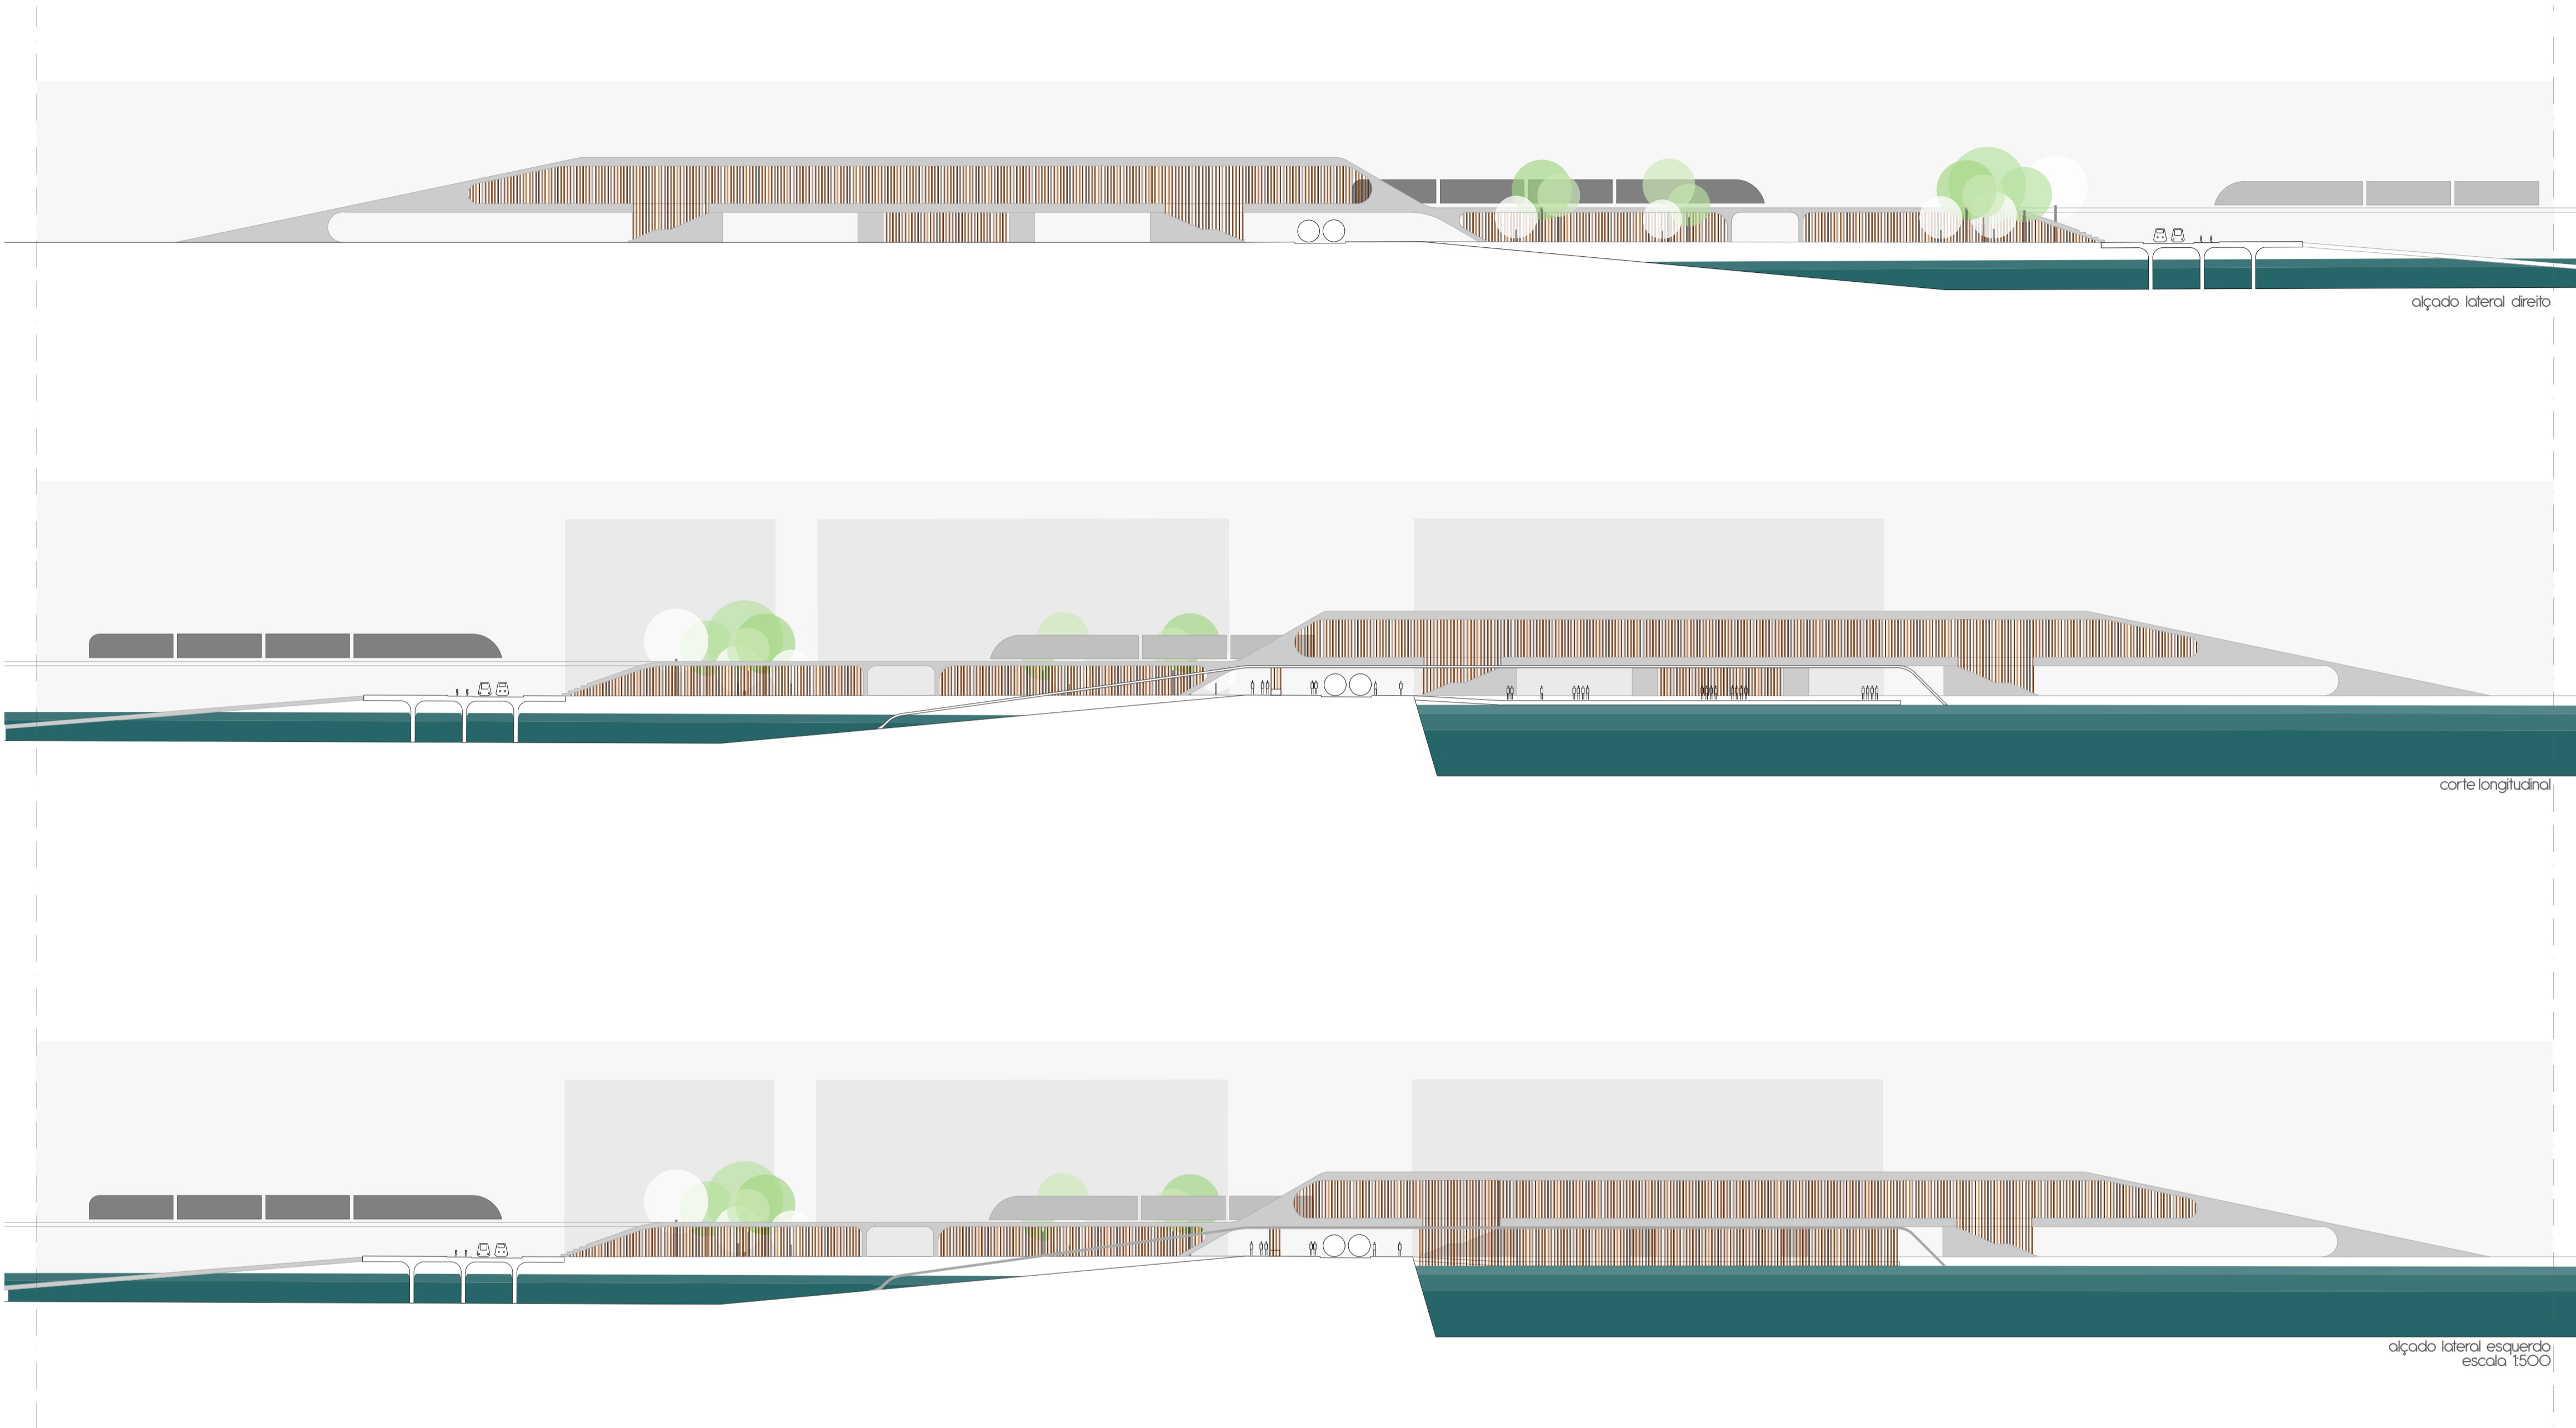 alçado lateral direito
corte longitudinal
alçado lateral esquerdo
escala 1:500